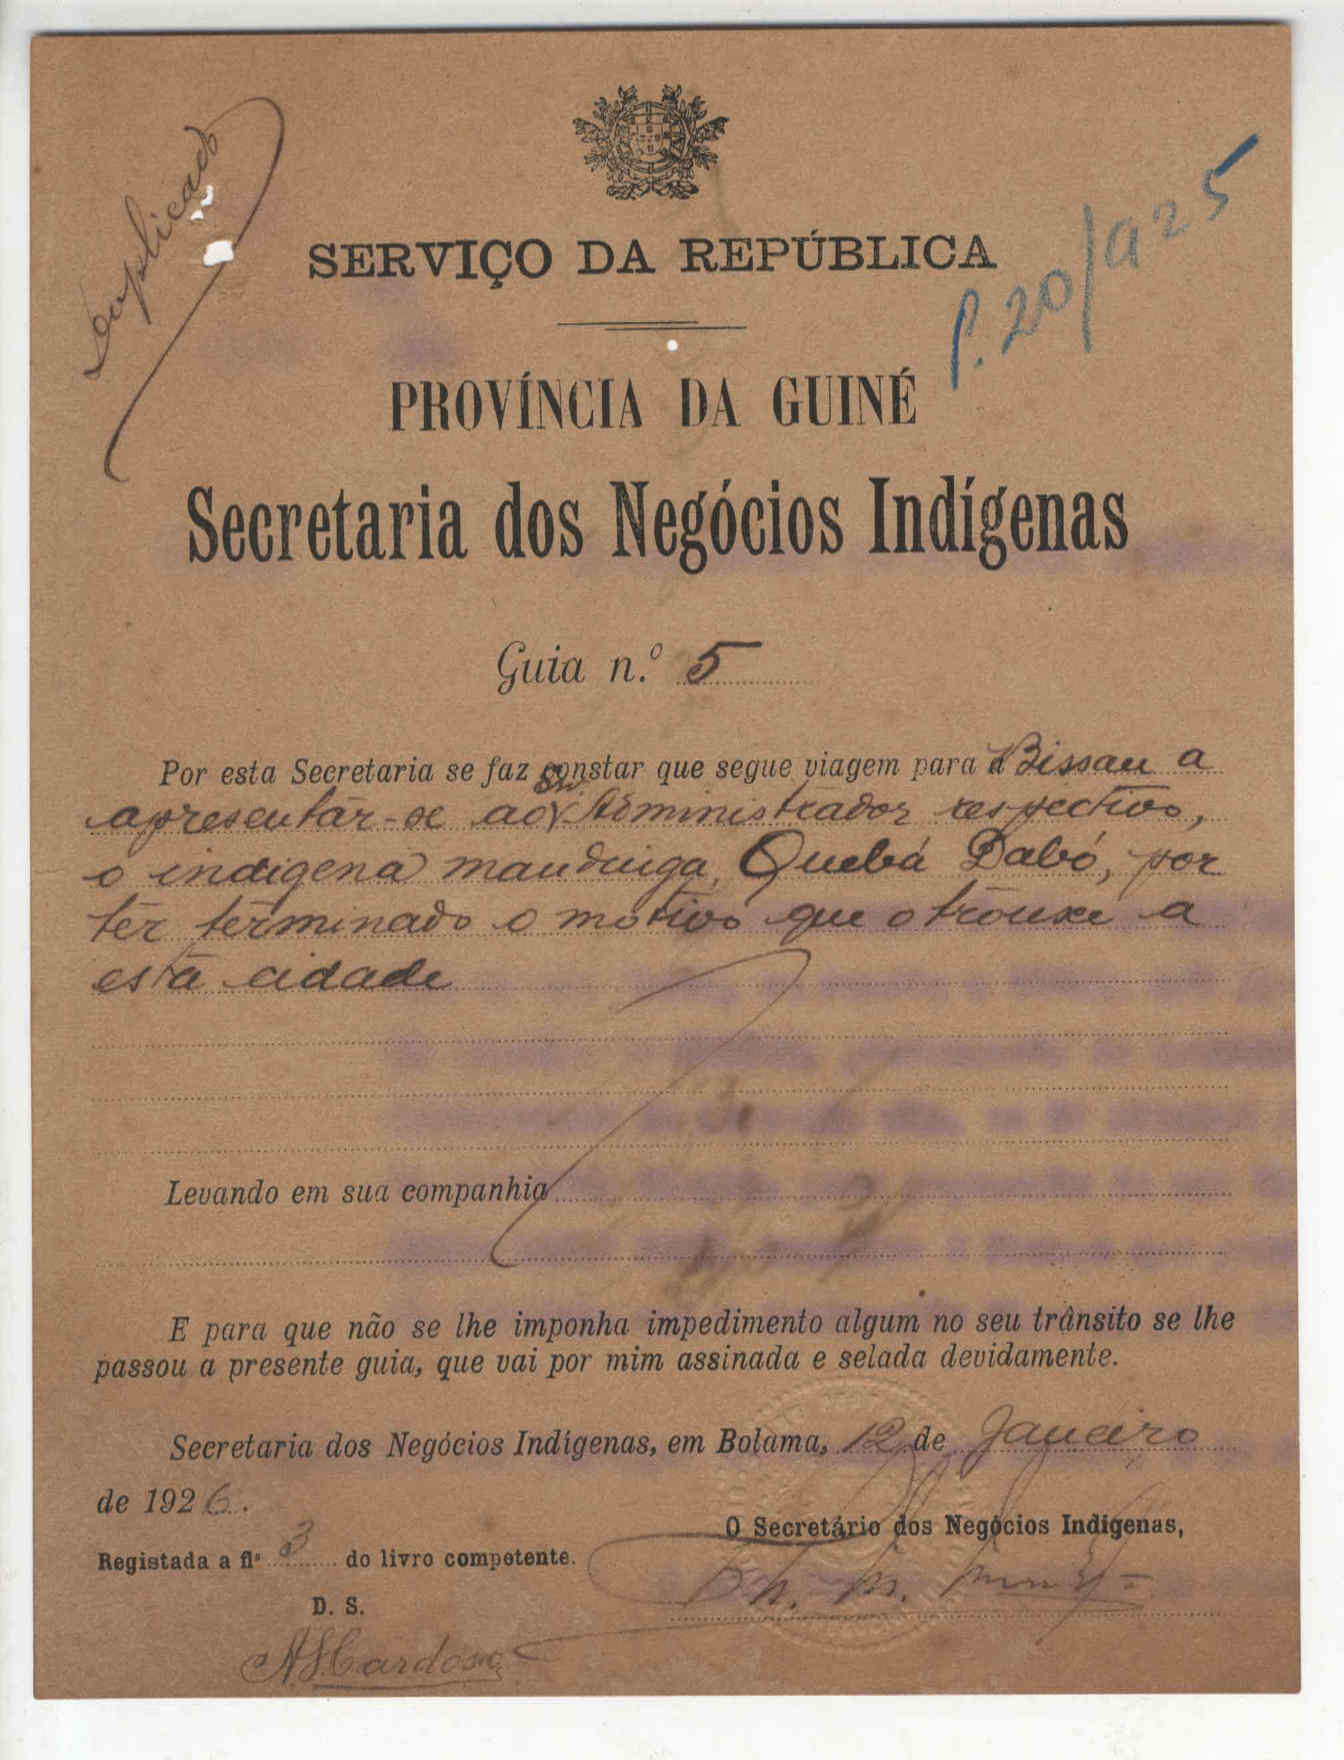 Duplicado
P. 20/925
SERVIÇO DA REPÚBLICA
PROVÍNCIA DA GUINÉ
Secretaria dos Negócios Indígenas
Guia n.º 5
Por esta Secretaria se faz constar que segue viagem para a Bissau a
apresentar-se ao Snr. Administrador respectivo,
o indigena mandinga, Quebá Dabó, por
ter terminado o motivo que o trouxe a
esta cidade
Levando em sua companhia
E para que não se lhe imponha impedimento algum no seu trânsito se lhe
passou a presente guia, que vai por mim assinada e selada devidamente.
Secretaria dos Negócios Indígenas, em Bolama, 12 de Janeiro
de 1926.
O Secretário dos Negócios Indígenas,
Registada a fl.ª 3 do livro competente.
D. S.
Cardoso